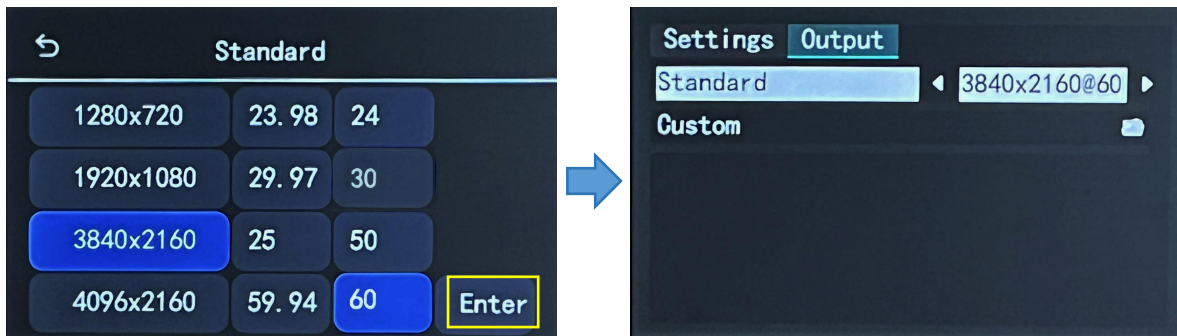 Standard
1280x720 23.98 24
1920x1080 29.97 30
3840x2160 25 50
4096x2160 59.94 60 Enter
Settings Output
Standard 3840x2160@60
Custom